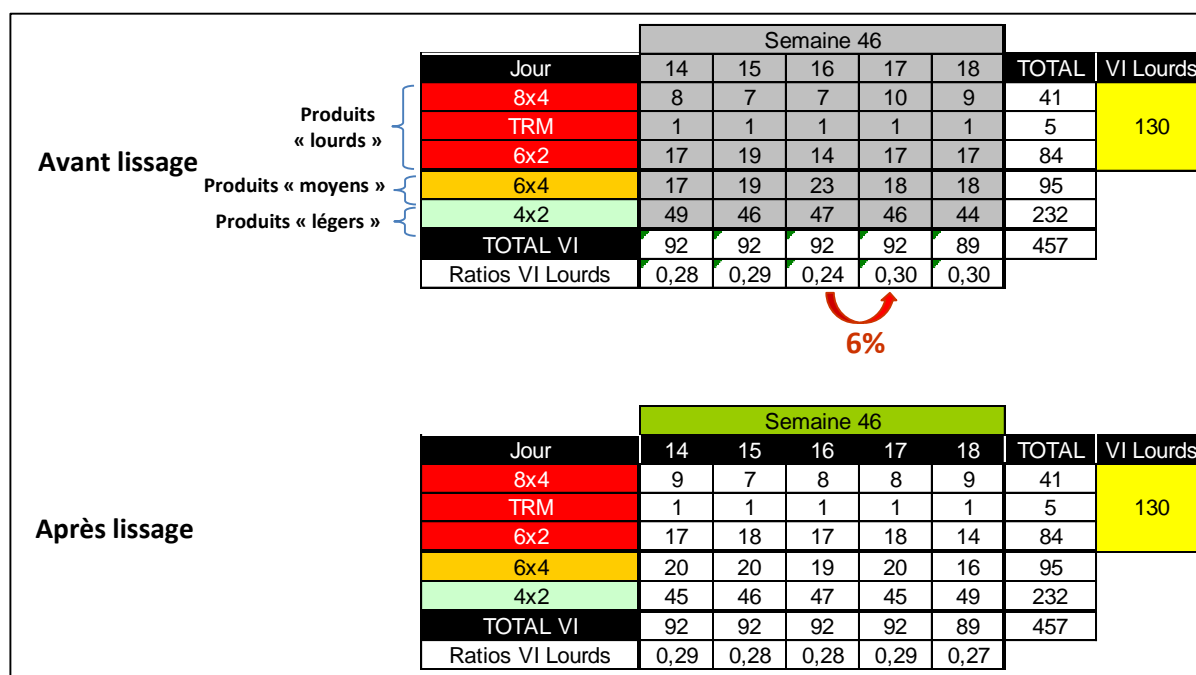 Semaine 46
Jour 14 15 16 17 18 TOTAL VI Lourds
Produits « lourds »
8x4 8 7 7 10 9 41
TRM 1 1 1 1 1 5 130
6x2 17 19 14 17 17 84
Avant lissage
Produits « moyens » 6x4 17 19 23 18 18 95
Produits « légers » 4x2 49 46 47 46 44 232
TOTAL VI 92 92 92 92 89 457
Ratios VI Lourds 0,28 0,29 0,24 0,30 0,30
6%
Semaine 46
Jour 14 15 16 17 18 TOTAL VI Lourds
8x4 9 7 8 8 9 41
TRM 1 1 1 1 1 5 130
Après lissage
6x2 17 18 17 18 14 84
6x4 20 20 19 20 16 95
4x2 45 46 47 45 49 232
TOTAL VI 92 92 92 92 89 457
Ratios VI Lourds 0,29 0,28 0,28 0,29 0,27